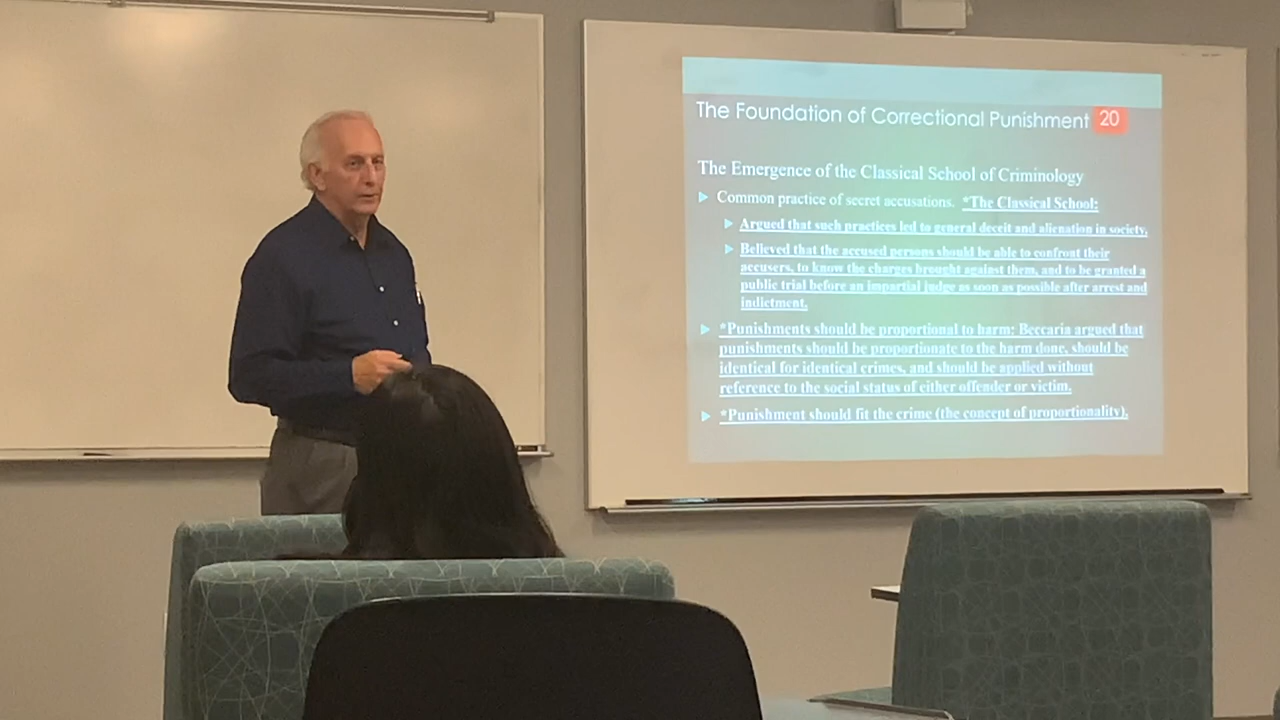 The Foundation of Correctional Punishment 20
The Emergence of the Classical School of Criminology
Common practice of secret accusations. *The Classical School:
Argued that such practices led to general deceit and alienation in society.
Believed that the accused persons should be able to confront their
accusers, to know the charges brought against them, and to be granted a
public trial before an impartial judge as soon as possible after arrest and
indictment.
*Punishments should be proportional to harm: Beccaria argued that
punishments should be proportionate to the harm done, should be
identical for identical crimes, and should be applied without
reference to the social status of either offender or victim.
*Punishment should fit the crime (the concept of proportionality).